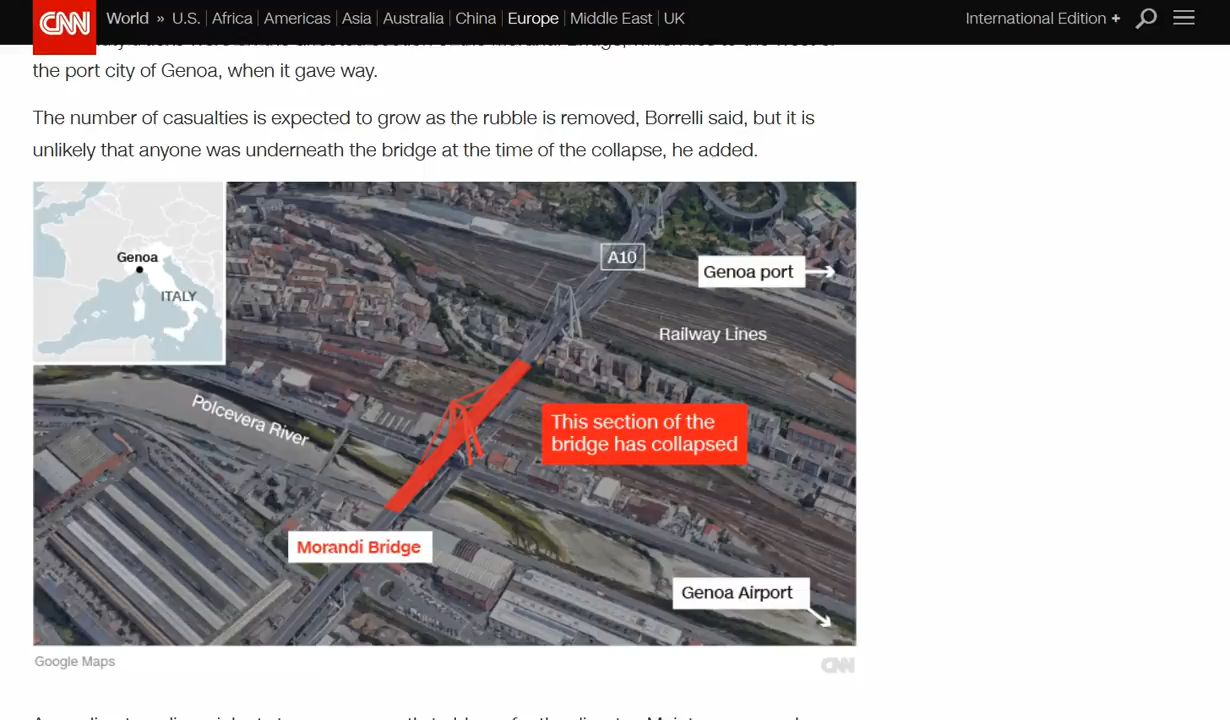 CNN
World » U.S. Africa Americas Asia Australia China Europe Middle East UK
International Edition +
the port city of Genoa, when it gave way.
The number of casualties is expected to grow as the rubble is removed, Borrelli said, but it is
unlikely that anyone was underneath the bridge at the time of the collapse, he added.
Genoa
ITALY
A10
Genoa port
Railway Lines
Polcevera River
This section of the
bridge has collapsed
Morandi Bridge
Genoa Airport
Google Maps
CNN